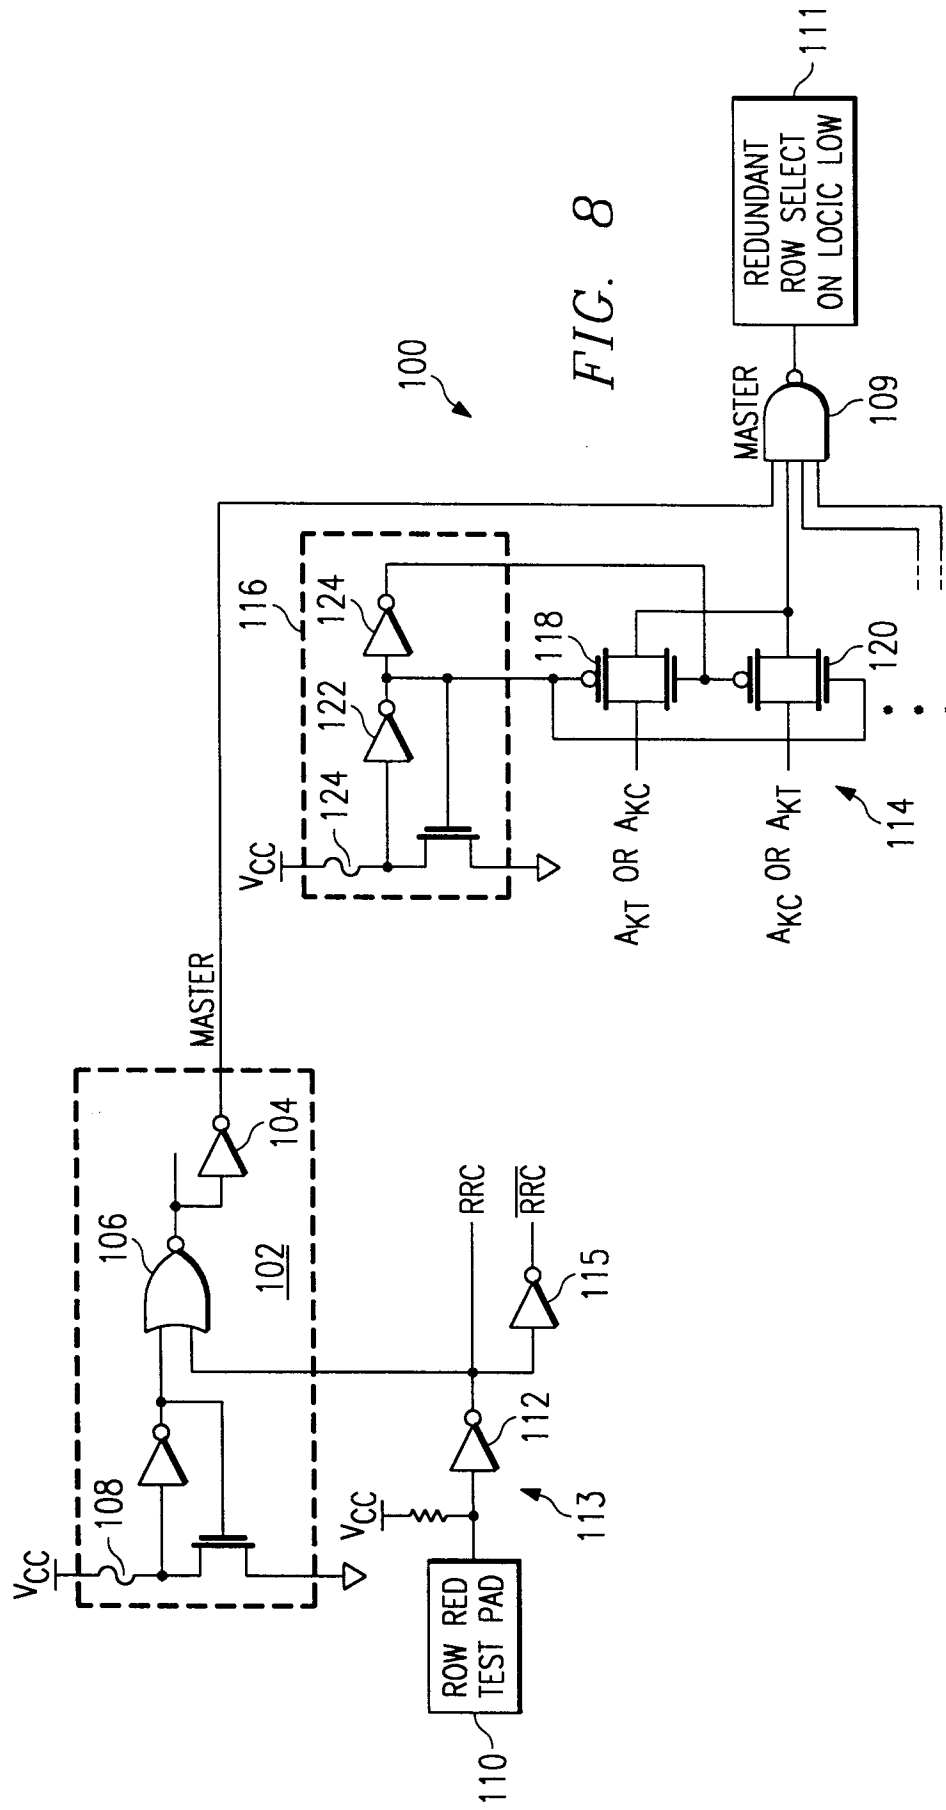 VCC
108
106
102
104
MASTER
ROW RED
TEST PAD
110
VCC
112
113
RRC
RRC
115
116
VCC
124
122
124
AKT OR AKC
AKC OR AKT
118
120
114
100
MASTER
109
REDUNDANT
ROW SELECT
ON LOCIC LOW
111
FIG. 8